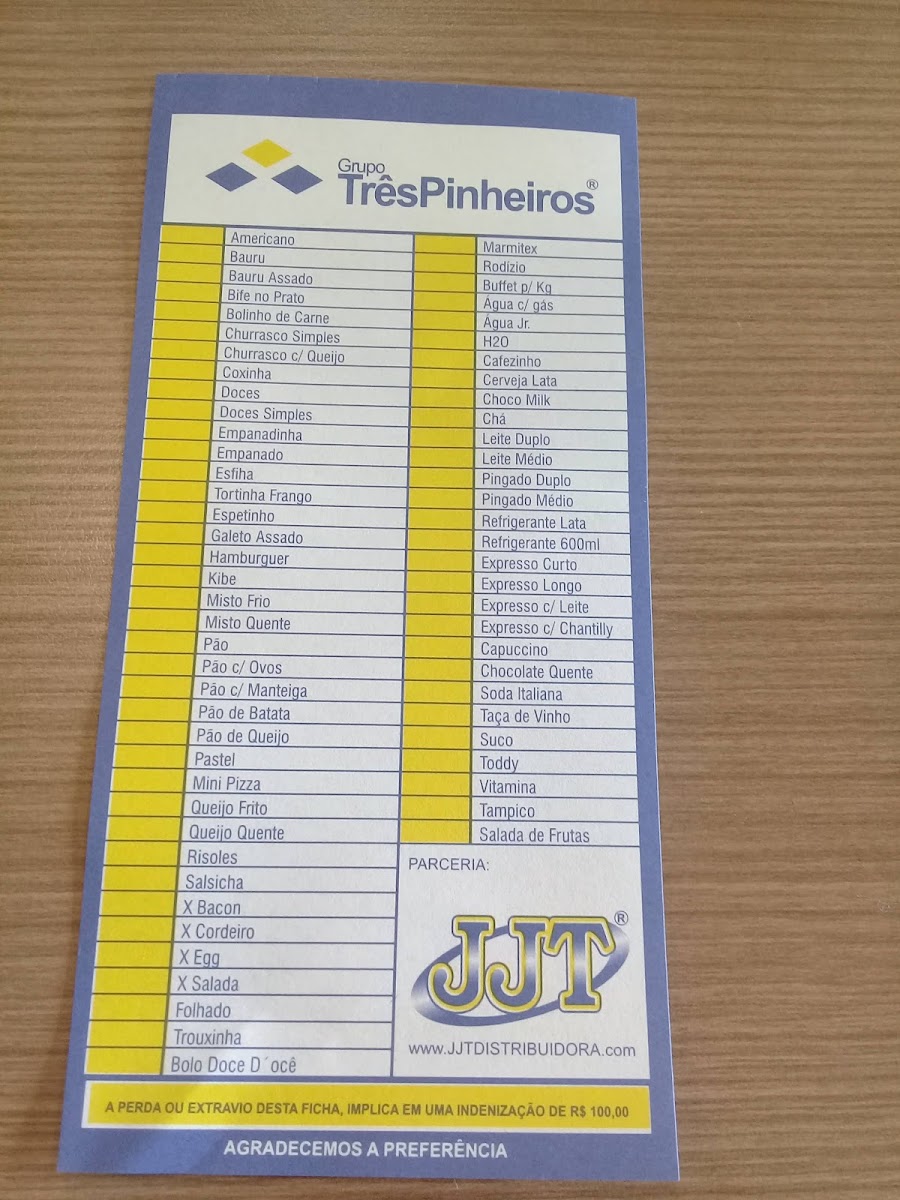 Grupo
TrêsPinheiros®
Americano
Bauru
Bauru Assado
Bife no Prato
Bolinho de Carne
Churrasco Simples
Churrasco c/ Queijo
Coxinha
Doces
Doces Simples
Empanadinha
Empanado
Esfiha
Tortinha Frango
Espetinho
Galeto Assado
Hamburguer
Kibe
Misto Frio
Misto Quente
Pão
Pão c/ Ovos
Pão c/ Manteiga
Pão de Batata
Pão de Queijo
Pastel
Mini Pizza
Queijo Frito
Queijo Quente
Risoles
Salsicha
X Bacon
X Cordeiro
X Egg
X Salada
Folhado
Trouxinha
Bolo Doce D´ocê
Marmitex
Rodízio
Buffet p/ Kg
Água c/ gás
Água Jr.
H2O
Cafezinho
Cerveja Lata
Choco Milk
Chá
Leite Duplo
Leite Médio
Pingado Duplo
Pingado Médio
Refrigerante Lata
Refrigerante 600ml
Expresso Curto
Expresso Longo
Expresso c/ Leite
Expresso c/ Chantilly
Capuccino
Chocolate Quente
Soda Italiana
Taça de Vinho
Suco
Toddy
Vitamina
Tampico
Salada de Frutas
PARCERIA:
JJT®
www.JJTDISTRIBUIDORA.com
A PERDA OU EXTRAVIO DESTA FICHA, IMPLICA EM UMA INDENIZAÇÃO DE R$ 100,00
AGRADECEMOS A PREFERÊNCIA